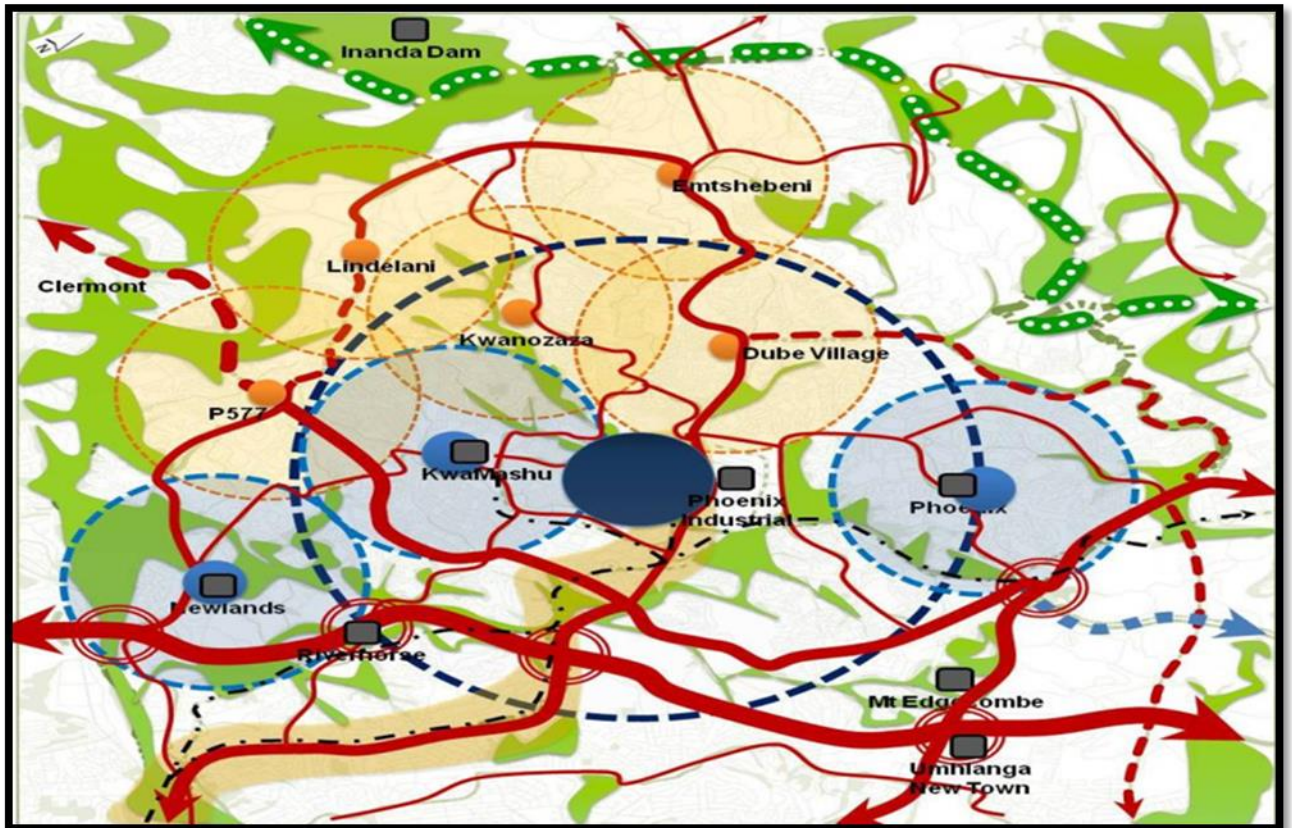 N
Inanda Dam
Emtshebeni
Lindelani
Clermont
Kwanozaza
Dube Village
P577
KwaMashu
Phoenix
Industrial
Phoenix
Newlands
Riverhorse
Mt Edgecombe
Umhlanga
New Town